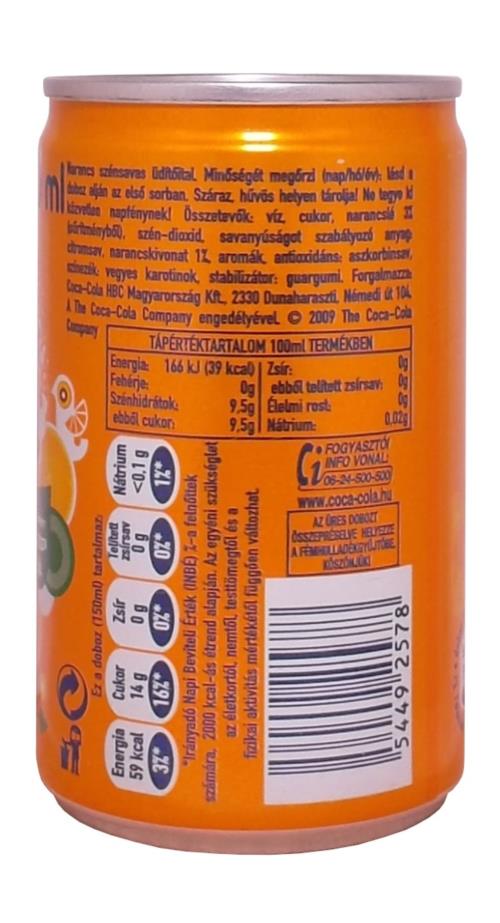 ml
Narancs szénsavas üdítőital. Minőségét megőrzi (nap/hó/év): lásd a
doboz alján az első sorban. Száraz, hűvös helyen tárolja! Ne tegye ki
közvetlen napfénynek! Összetevők: víz, cukor, narancslé 3%
(sűrítményből), szén-dioxid, savanyúságot szabályozó anyag:
citromsav, narancskivonat 1%, aromák, antioxidáns: aszkorbinsav,
színezék: vegyes karotinok, stabilizátor: guargumi. Forgalmazza:
Coca-Cola HBC Magyarország Kft., 2330 Dunaharaszti, Némedi út 104.
A The Coca-Cola Company engedélyével. © 2009 The Coca-Cola
Company
TÁPÉRTÉKTARTALOM 100ml TERMÉKBEN
Energia: 166 kJ (39 kcal) Zsír: 0g
Fehérje: 0g ebből telített zsírsav: 0g
Szénhidrátok: 9,5g Élelmi rost: 0g
ebből cukor: 9,5g Nátrium: 0,02g
Ci FOGYASZTÓI
INFO VONAL:
06-24-500-500
www.coca-cola.hu
AZ ÜRES DOBOZT
ÖSSZEPRÉSELVE HELYEZZE
A FÉMHULLADÉKGYŰJTŐBE.
KÖSZÖNJÜK!
Ez a doboz (150ml) tartalmaz:
Energia 59 kcal 3%*
Cukor 14 g 16%*
Zsír 0 g 0%*
Telített zsírsav 0 g 0%*
Nátrium <0,1 g 1%*
*Irányadó Napi Beviteli Érték (INBÉ) %-a felnőttek
számára, 2000 kcal-ás étrend alapján. Az egyéni szükséglet
az életkortól, nemtől, testtömegtől és a
fizikai aktivitás mértékétől függően változhat.
5449 2578